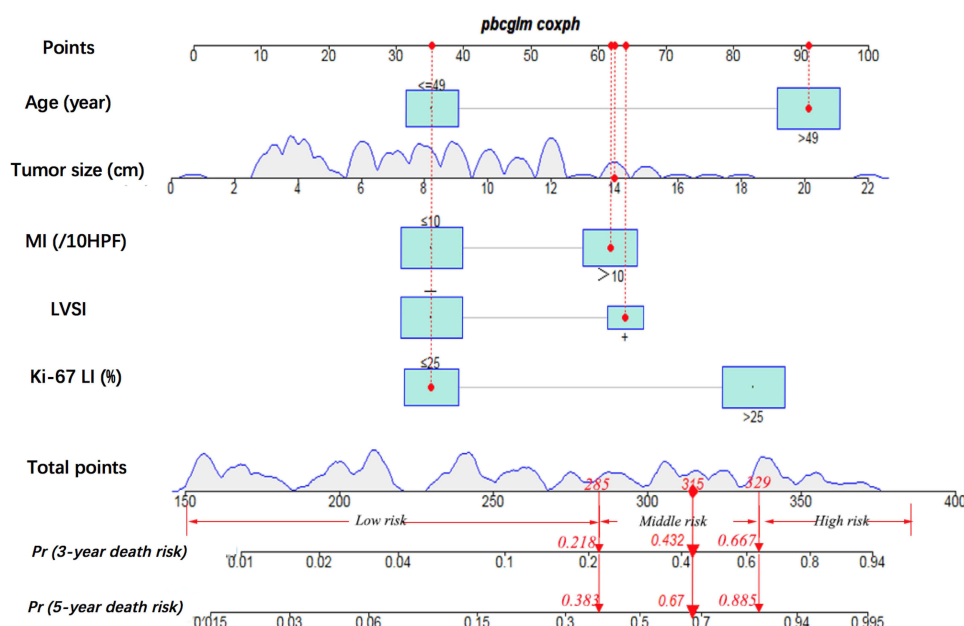 pbcglm coxph
Points
0 10 20 30 40 50 60 70 80 90 100
<=49
Age (year)
>49
Tumor size (cm)
0 2 4 6 8 10 12 14 16 18 20 22
≤10
MI (/10HPF)
>10
—
LVSI
+
≤25
Ki-67 LI (%)
>25
Total points
285 315 329
150 200 250 300 350 400
Low risk Middle risk High risk
0.218 0.432 0.667
Pr (3-year death risk)
0.01 0.02 0.04 0.1 0.2 0.4 0.6 0.8 0.94
0.383 0.67 0.885
Pr (5-year death risk)
0.015 0.03 0.06 0.15 0.3 0.5 0.7 0.94 0.995